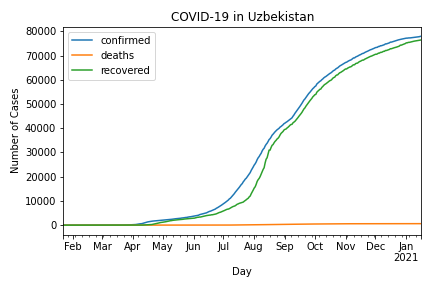 COVID-19 in Uzbekistan
80000
70000
60000
50000
40000
30000
20000
10000
0
Number of Cases
confirmed
deaths
recovered
Feb Mar Apr May Jun Jul Aug Sep Oct Nov Dec Jan
2021
Day